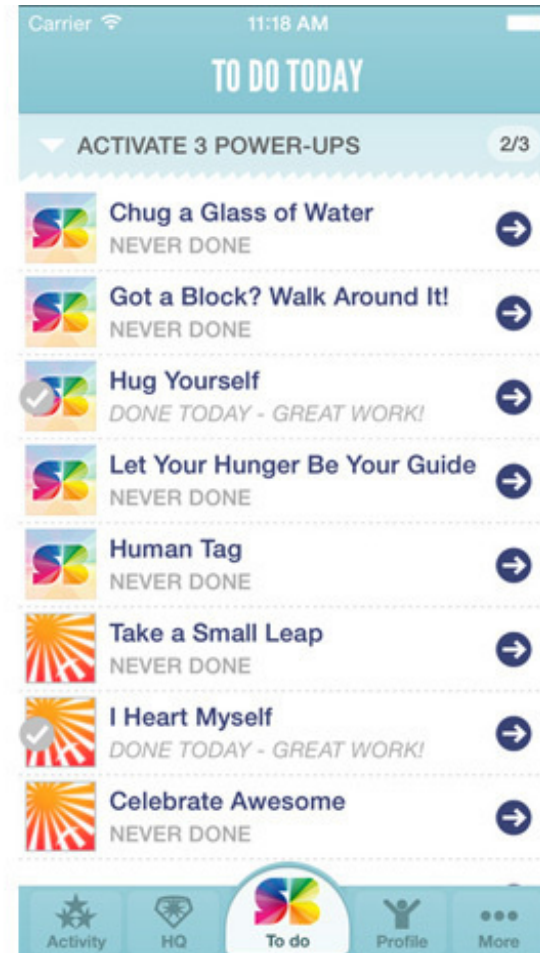 Carrier
11:18 AM
TO DO TODAY
ACTIVATE 3 POWER-UPS
2/3
Chug a Glass of Water
NEVER DONE
Got a Block? Walk Around It!
NEVER DONE
Hug Yourself
DONE TODAY - GREAT WORK!
Let Your Hunger Be Your Guide
NEVER DONE
Human Tag
NEVER DONE
Take a Small Leap
NEVER DONE
I Heart Myself
DONE TODAY - GREAT WORK!
Celebrate Awesome
NEVER DONE
Activity
HQ
To do
Profile
More